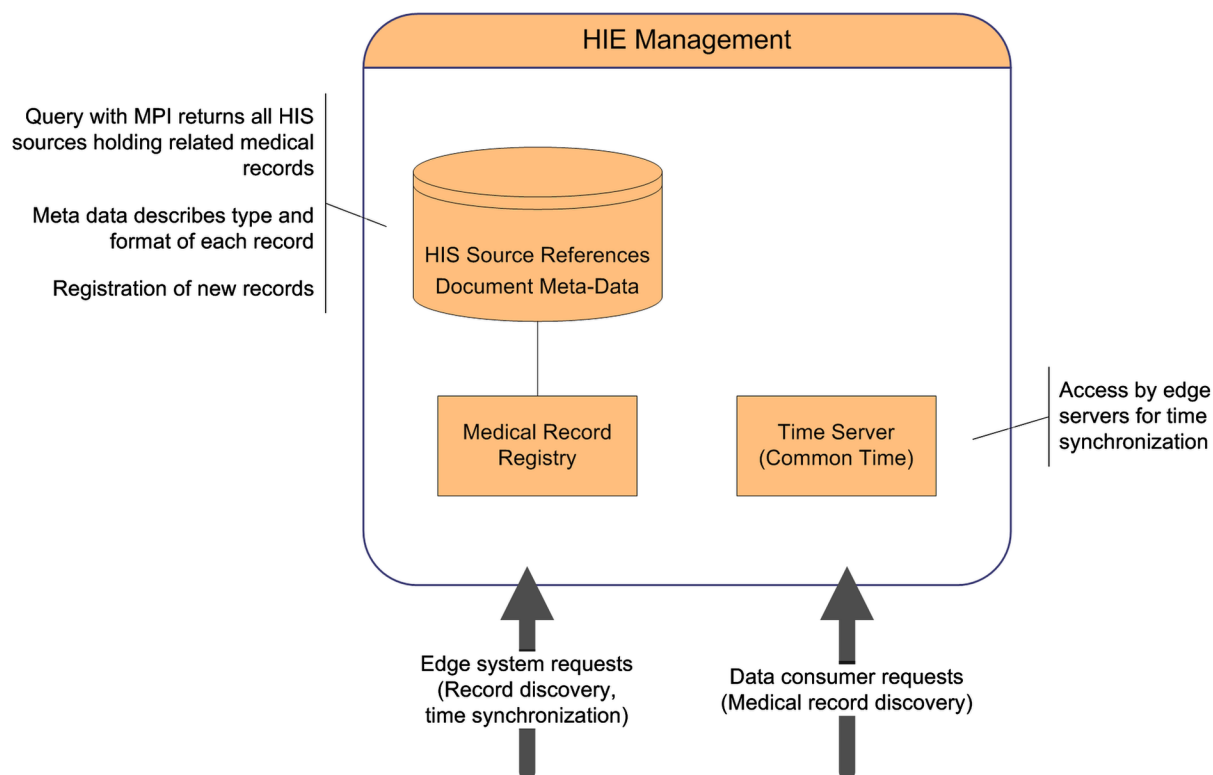 HIE Management
Query with MPI returns all HIS
sources holding related medical
records
Meta data describes type and
format of each record
Registration of new records
HIS Source References
Document Meta-Data
Medical Record
Registry
Time Server
(Common Time)
Access by edge
servers for time
synchronization
Edge system requests
(Record discovery,
time synchronization)
Data consumer requests
(Medical record discovery)